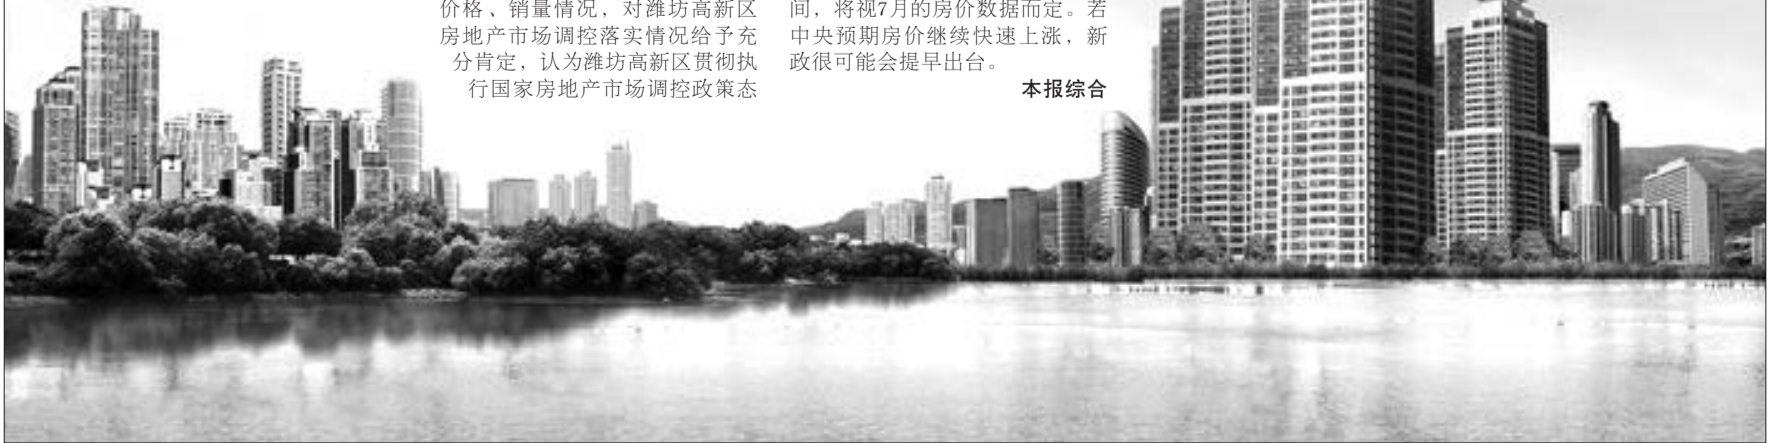 价格、销量情况，对潍坊高新区
房地产市场调控落实情况给予充
分肯定，认为潍坊高新区贯彻执
行国家房地产市场调控政策态
间，将视7月的房价数据而定。若
中央预期房价继续快速上涨，新
政很可能会提早出台。
本报综合